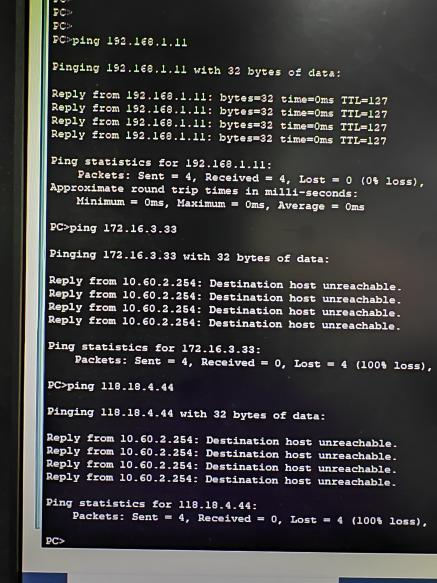 PC>
PC>
PC>
PC>ping 192.168.1.11
Pinging 192.168.1.11 with 32 bytes of data:
Reply from 192.168.1.11: bytes=32 time=0ms TTL=127
Reply from 192.168.1.11: bytes=32 time=0ms TTL=127
Reply from 192.168.1.11: bytes=32 time=0ms TTL=127
Reply from 192.168.1.11: bytes=32 time=0ms TTL=127
Ping statistics for 192.168.1.11:
Packets: Sent = 4, Received = 4, Lost = 0 (0% loss),
Approximate round trip times in milli-seconds:
Minimum = 0ms, Maximum = 0ms, Average = 0ms
PC>ping 172.16.3.33
Pinging 172.16.3.33 with 32 bytes of data:
Reply from 10.60.2.254: Destination host unreachable.
Reply from 10.60.2.254: Destination host unreachable.
Reply from 10.60.2.254: Destination host unreachable.
Reply from 10.60.2.254: Destination host unreachable.
Ping statistics for 172.16.3.33:
Packets: Sent = 4, Received = 0, Lost = 4 (100% loss),
PC>ping 118.18.4.44
Pinging 118.18.4.44 with 32 bytes of data:
Reply from 10.60.2.254: Destination host unreachable.
Reply from 10.60.2.254: Destination host unreachable.
Reply from 10.60.2.254: Destination host unreachable.
Reply from 10.60.2.254: Destination host unreachable.
Ping statistics for 118.18.4.44:
Packets: Sent = 4, Received = 0, Lost = 4 (100% loss),
PC>